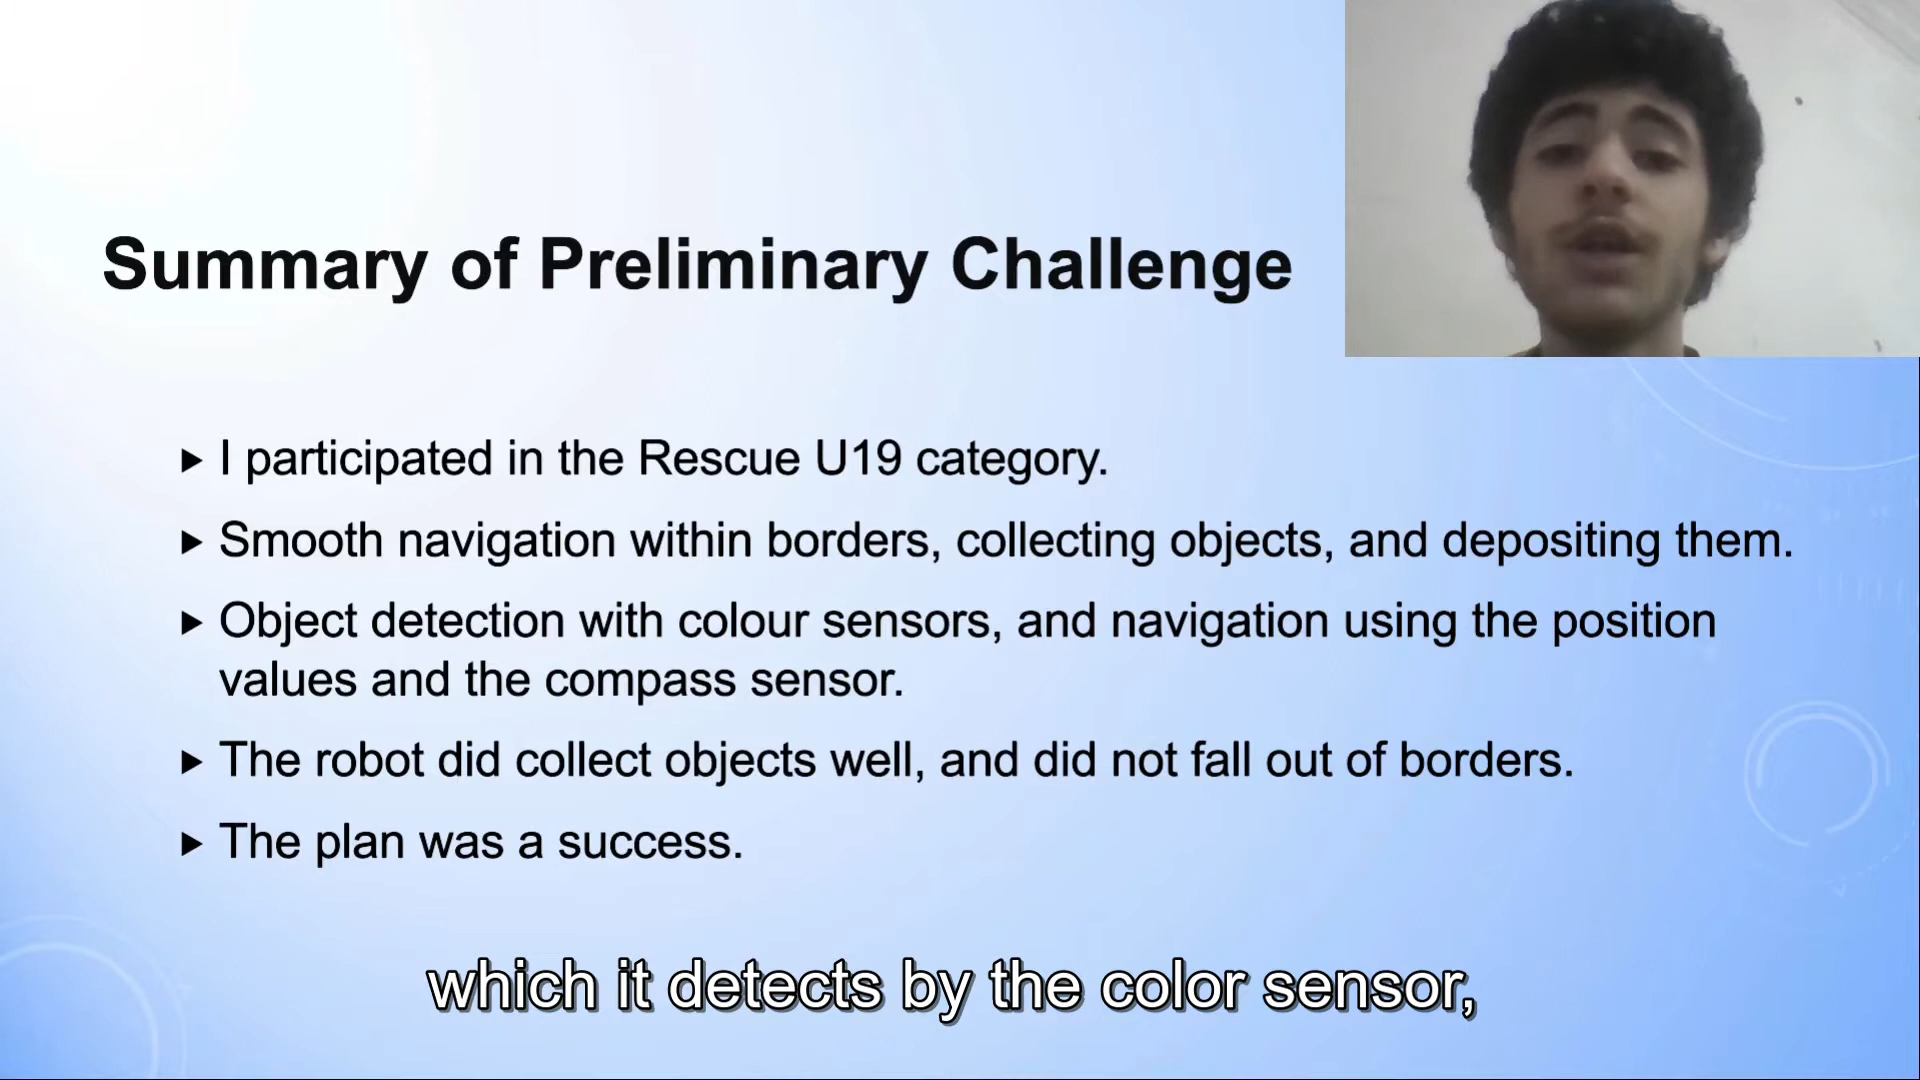 Summary of Preliminary Challenge
I participated in the Rescue U19 category.
Smooth navigation within borders, collecting objects, and depositing them.
Object detection with colour sensors, and navigation using the position
values and the compass sensor.
The robot did collect objects well, and did not fall out of borders.
The plan was a success.
which it detects by the color sensor,